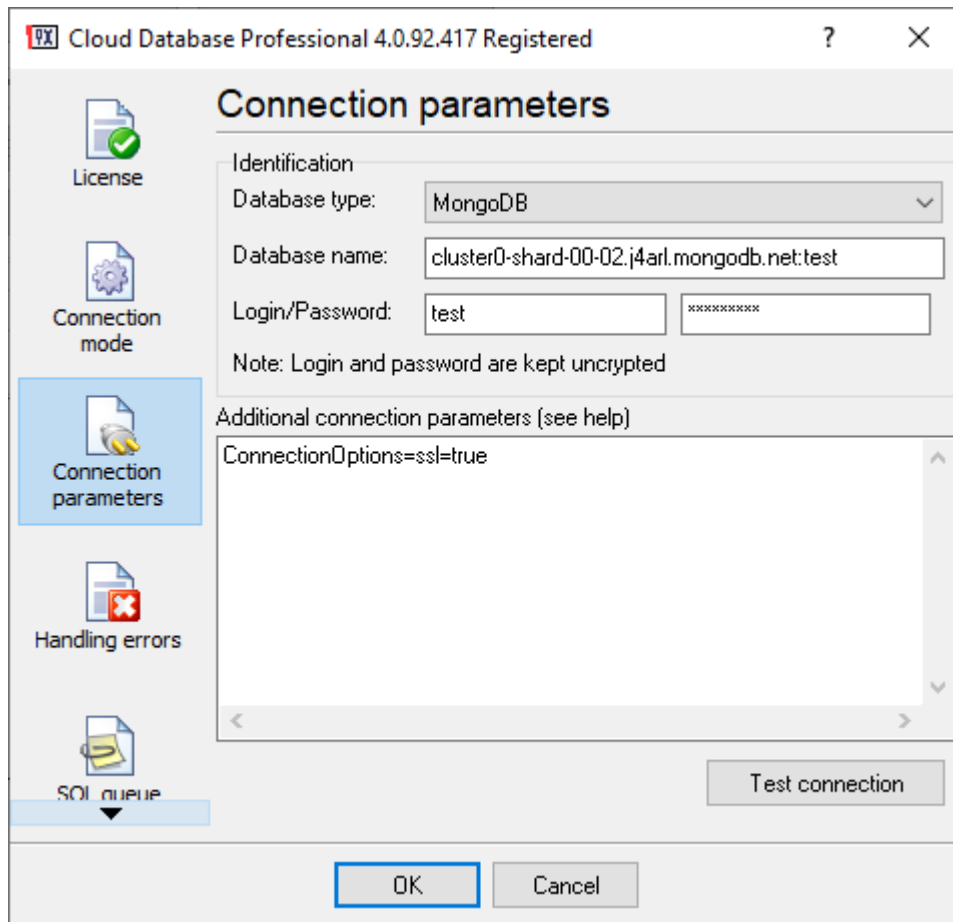 Cloud Database Professional 4.0.92.417 Registered
?
License
Connection
mode
Connection
parameters
Handling errors
SQL queue
Connection parameters
Identification
Database type:
MongoDB
Database name:
cluster0-shard-00-02.j4arl.mongodb.net:test
Login/Password:
test
*********
Note: Login and password are kept uncrypted
Additional connection parameters (see help)
ConnectionOptions=ssl=true
Test connection
OK
Cancel